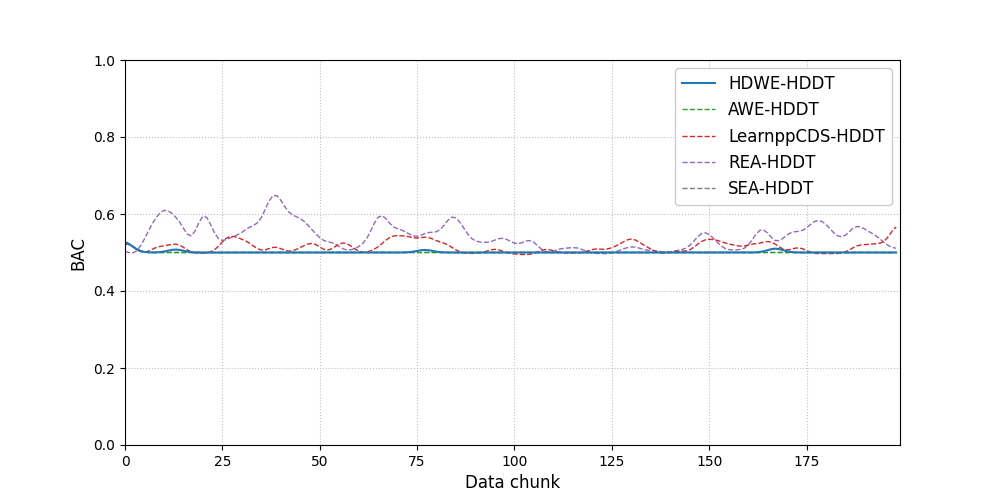 BAC
1.0
0.8
0.6
0.4
0.2
0.0
HDWE-HDDT
AWE-HDDT
LearnppCDS-HDDT
REA-HDDT
SEA-HDDT
0 25 50 75 100 125 150 175
Data chunk